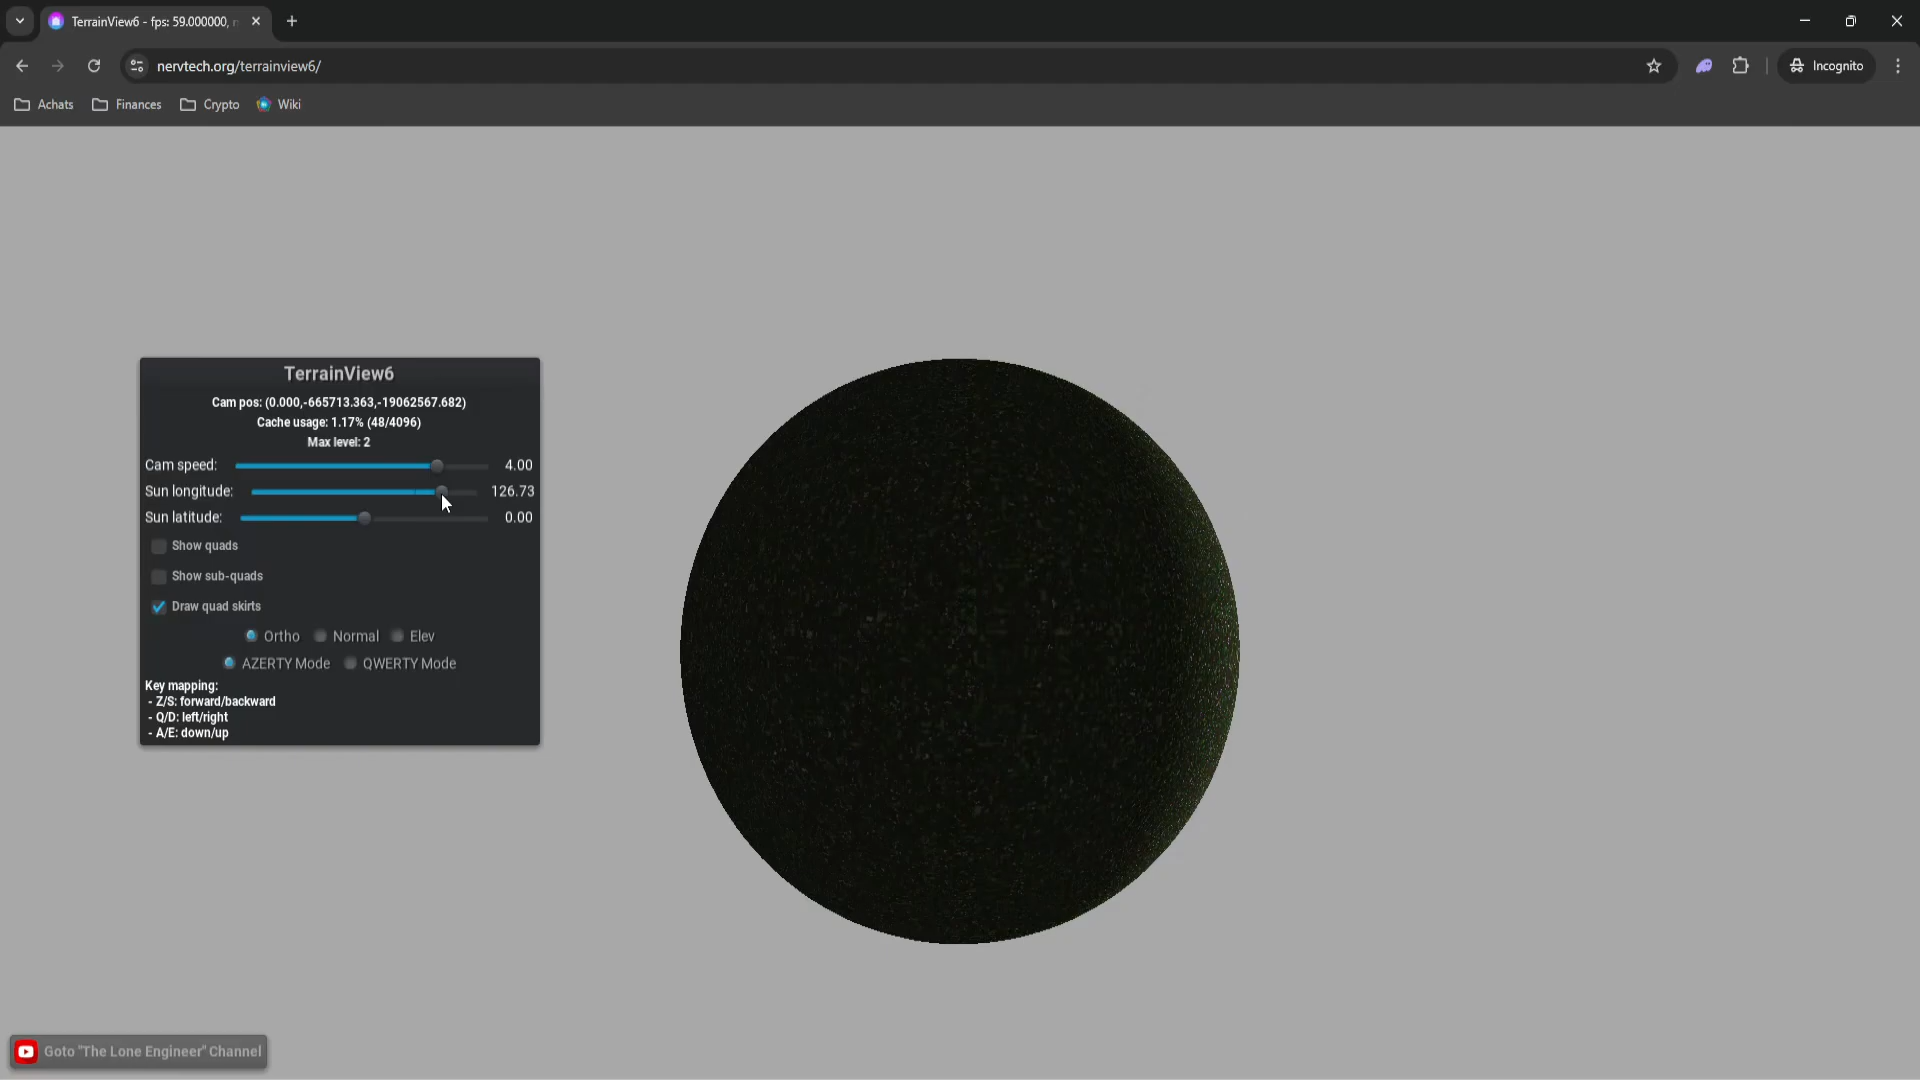 TerrainView6 - fps: 59.000000,
nervtech.org/terrainview6/
Incognito
Achats
Finances
Crypto
Wiki
TerrainView6
Cam pos: (0.000,-665713.363,-19062567.682)
Cache usage: 1.17% (48/4096)
Max level: 2
Cam speed: 4.00
Sun longitude: 126.73
Sun latitude: 0.00
Show quads
Show sub-quads
Draw quad skirts
Ortho Normal Elev
AZERTY Mode QWERTY Mode
Key mapping:
- Z/S: forward/backward
- Q/D: left/right
- A/E: down/up
Goto "The Lone Engineer" Channel